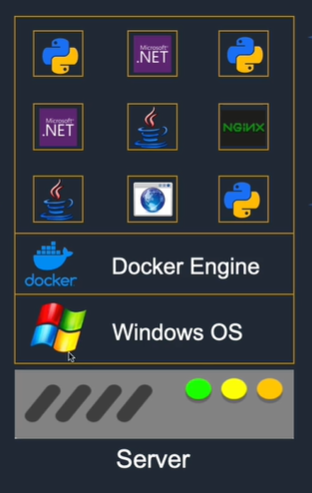 Microsoft
.NET
Microsoft
.NET
NGINX
docker
Docker Engine
Windows OS
Server